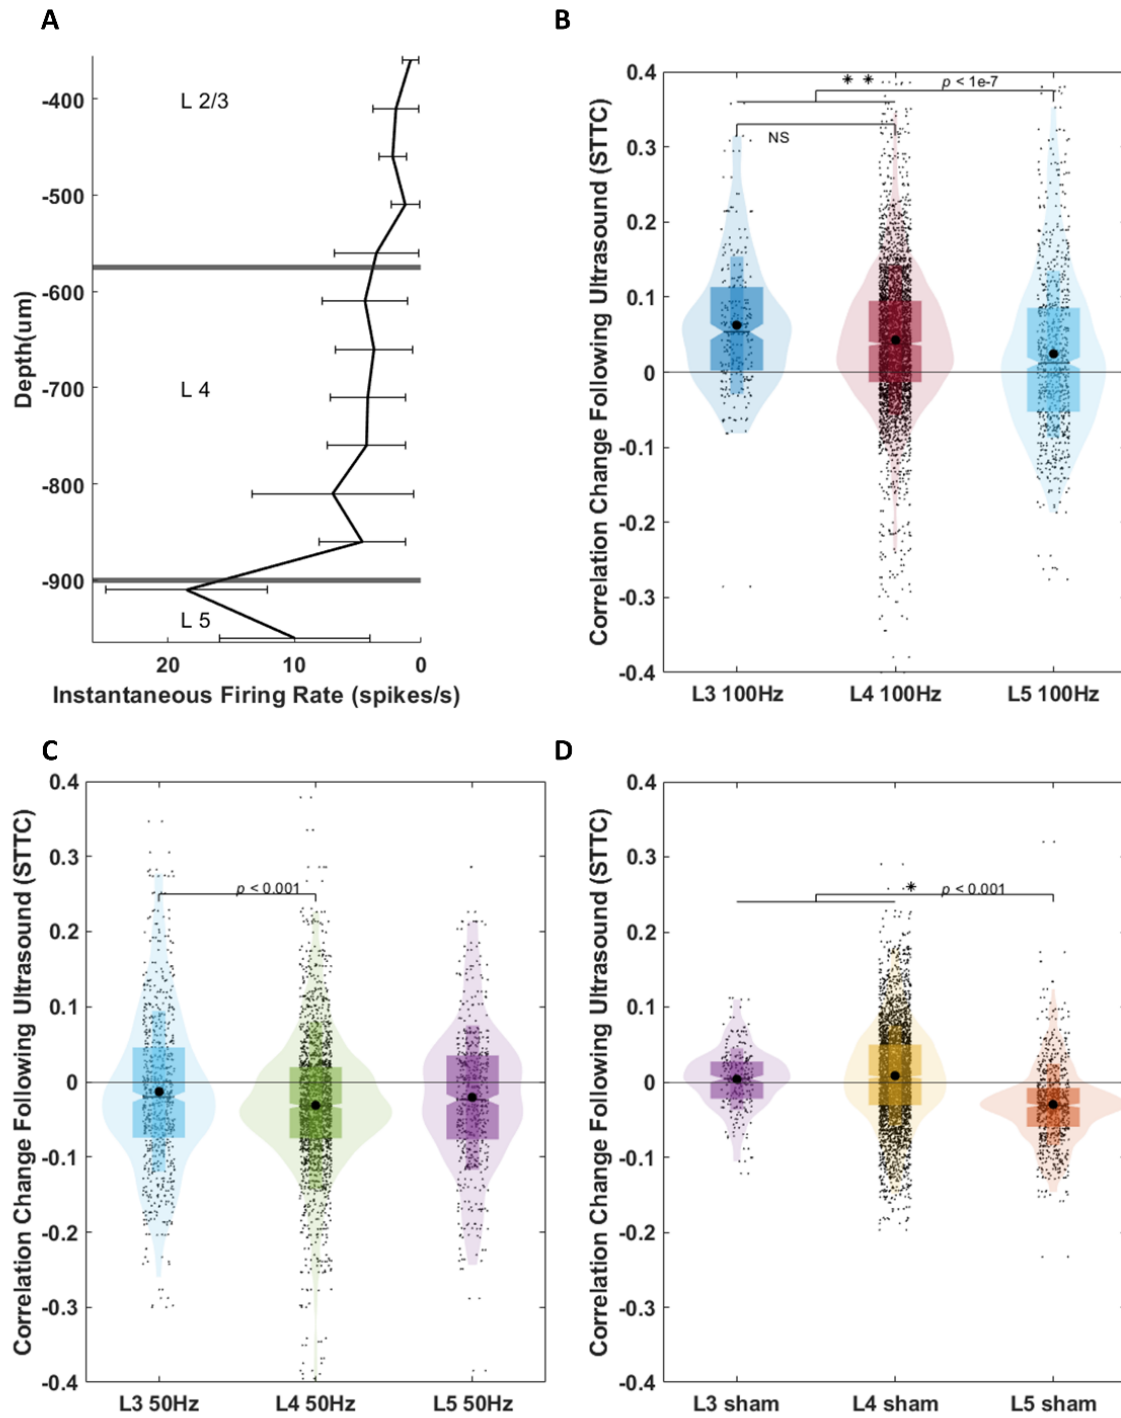 A
Depth(um)
-400
-500
-600
-700
-800
-900
L 2/3
L 4
L 5
20 10 0
Instantaneous Firing Rate (spikes/s)
B
Correlation Change Following Ultrasound (STTC)
0.4
0.3
0.2
0.1
0
-0.1
-0.2
-0.3
-0.4
* * p < 1e-7
NS
L3 100Hz L4 100Hz L5 100Hz
C
Correlation Change Following Ultrasound (STTC)
0.4
0.3
0.2
0.1
0
-0.1
-0.2
-0.3
-0.4
p < 0.001
L3 50Hz L4 50Hz L5 50Hz
D
Correlation Change Following Ultrasound (STTC)
0.4
0.3
0.2
0.1
0
-0.1
-0.2
-0.3
-0.4
* p < 0.001
L3 sham L4 sham L5 sham